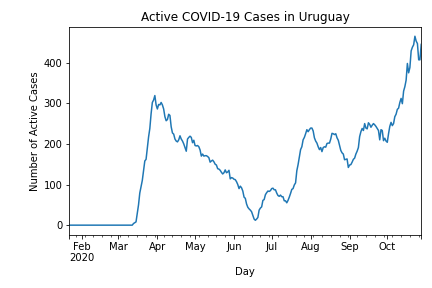 Active COVID-19 Cases in Uruguay
Number of Active Cases
400
300
200
100
0
Feb Mar Apr May Jun Jul Aug Sep Oct
2020
Day